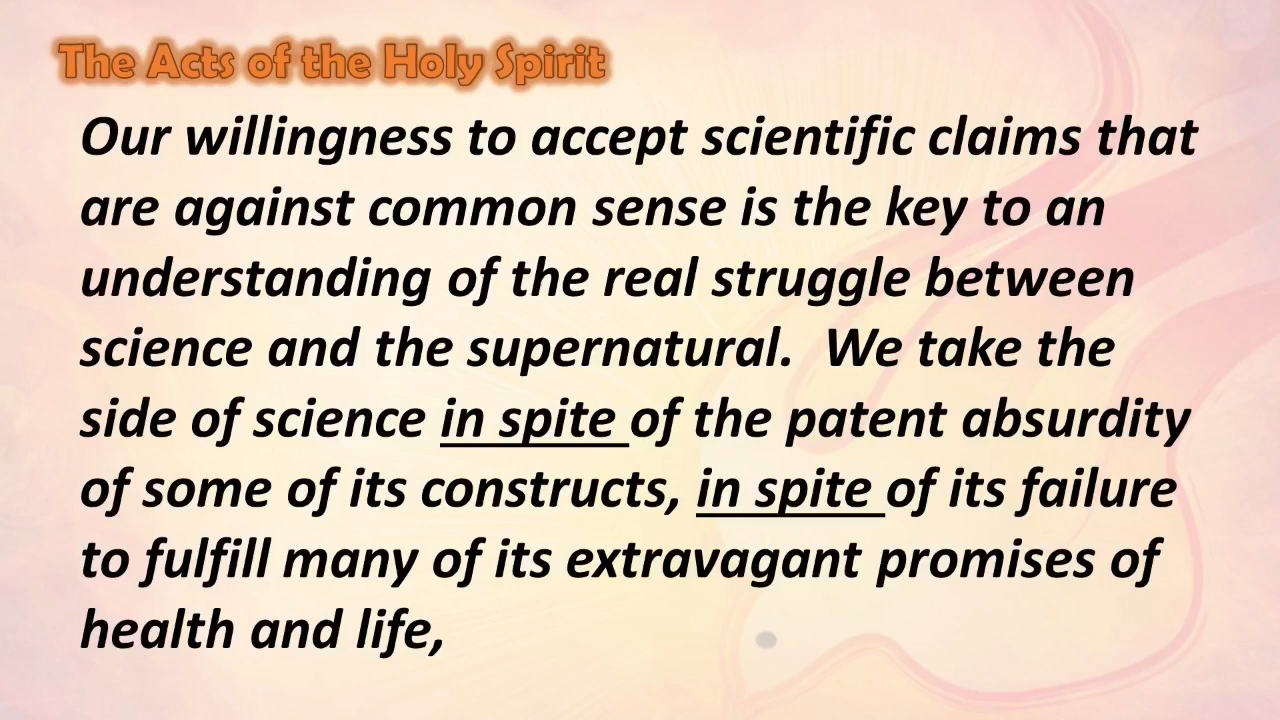 The Acts of the Holy Spirit
Our willingness to accept scientific claims that
are against common sense is the key to an
understanding of the real struggle between
science and the supernatural.  We take the
side of science in spite of the patent absurdity
of some of its constructs, in spite of its failure
to fulfill many of its extravagant promises of
health and life,